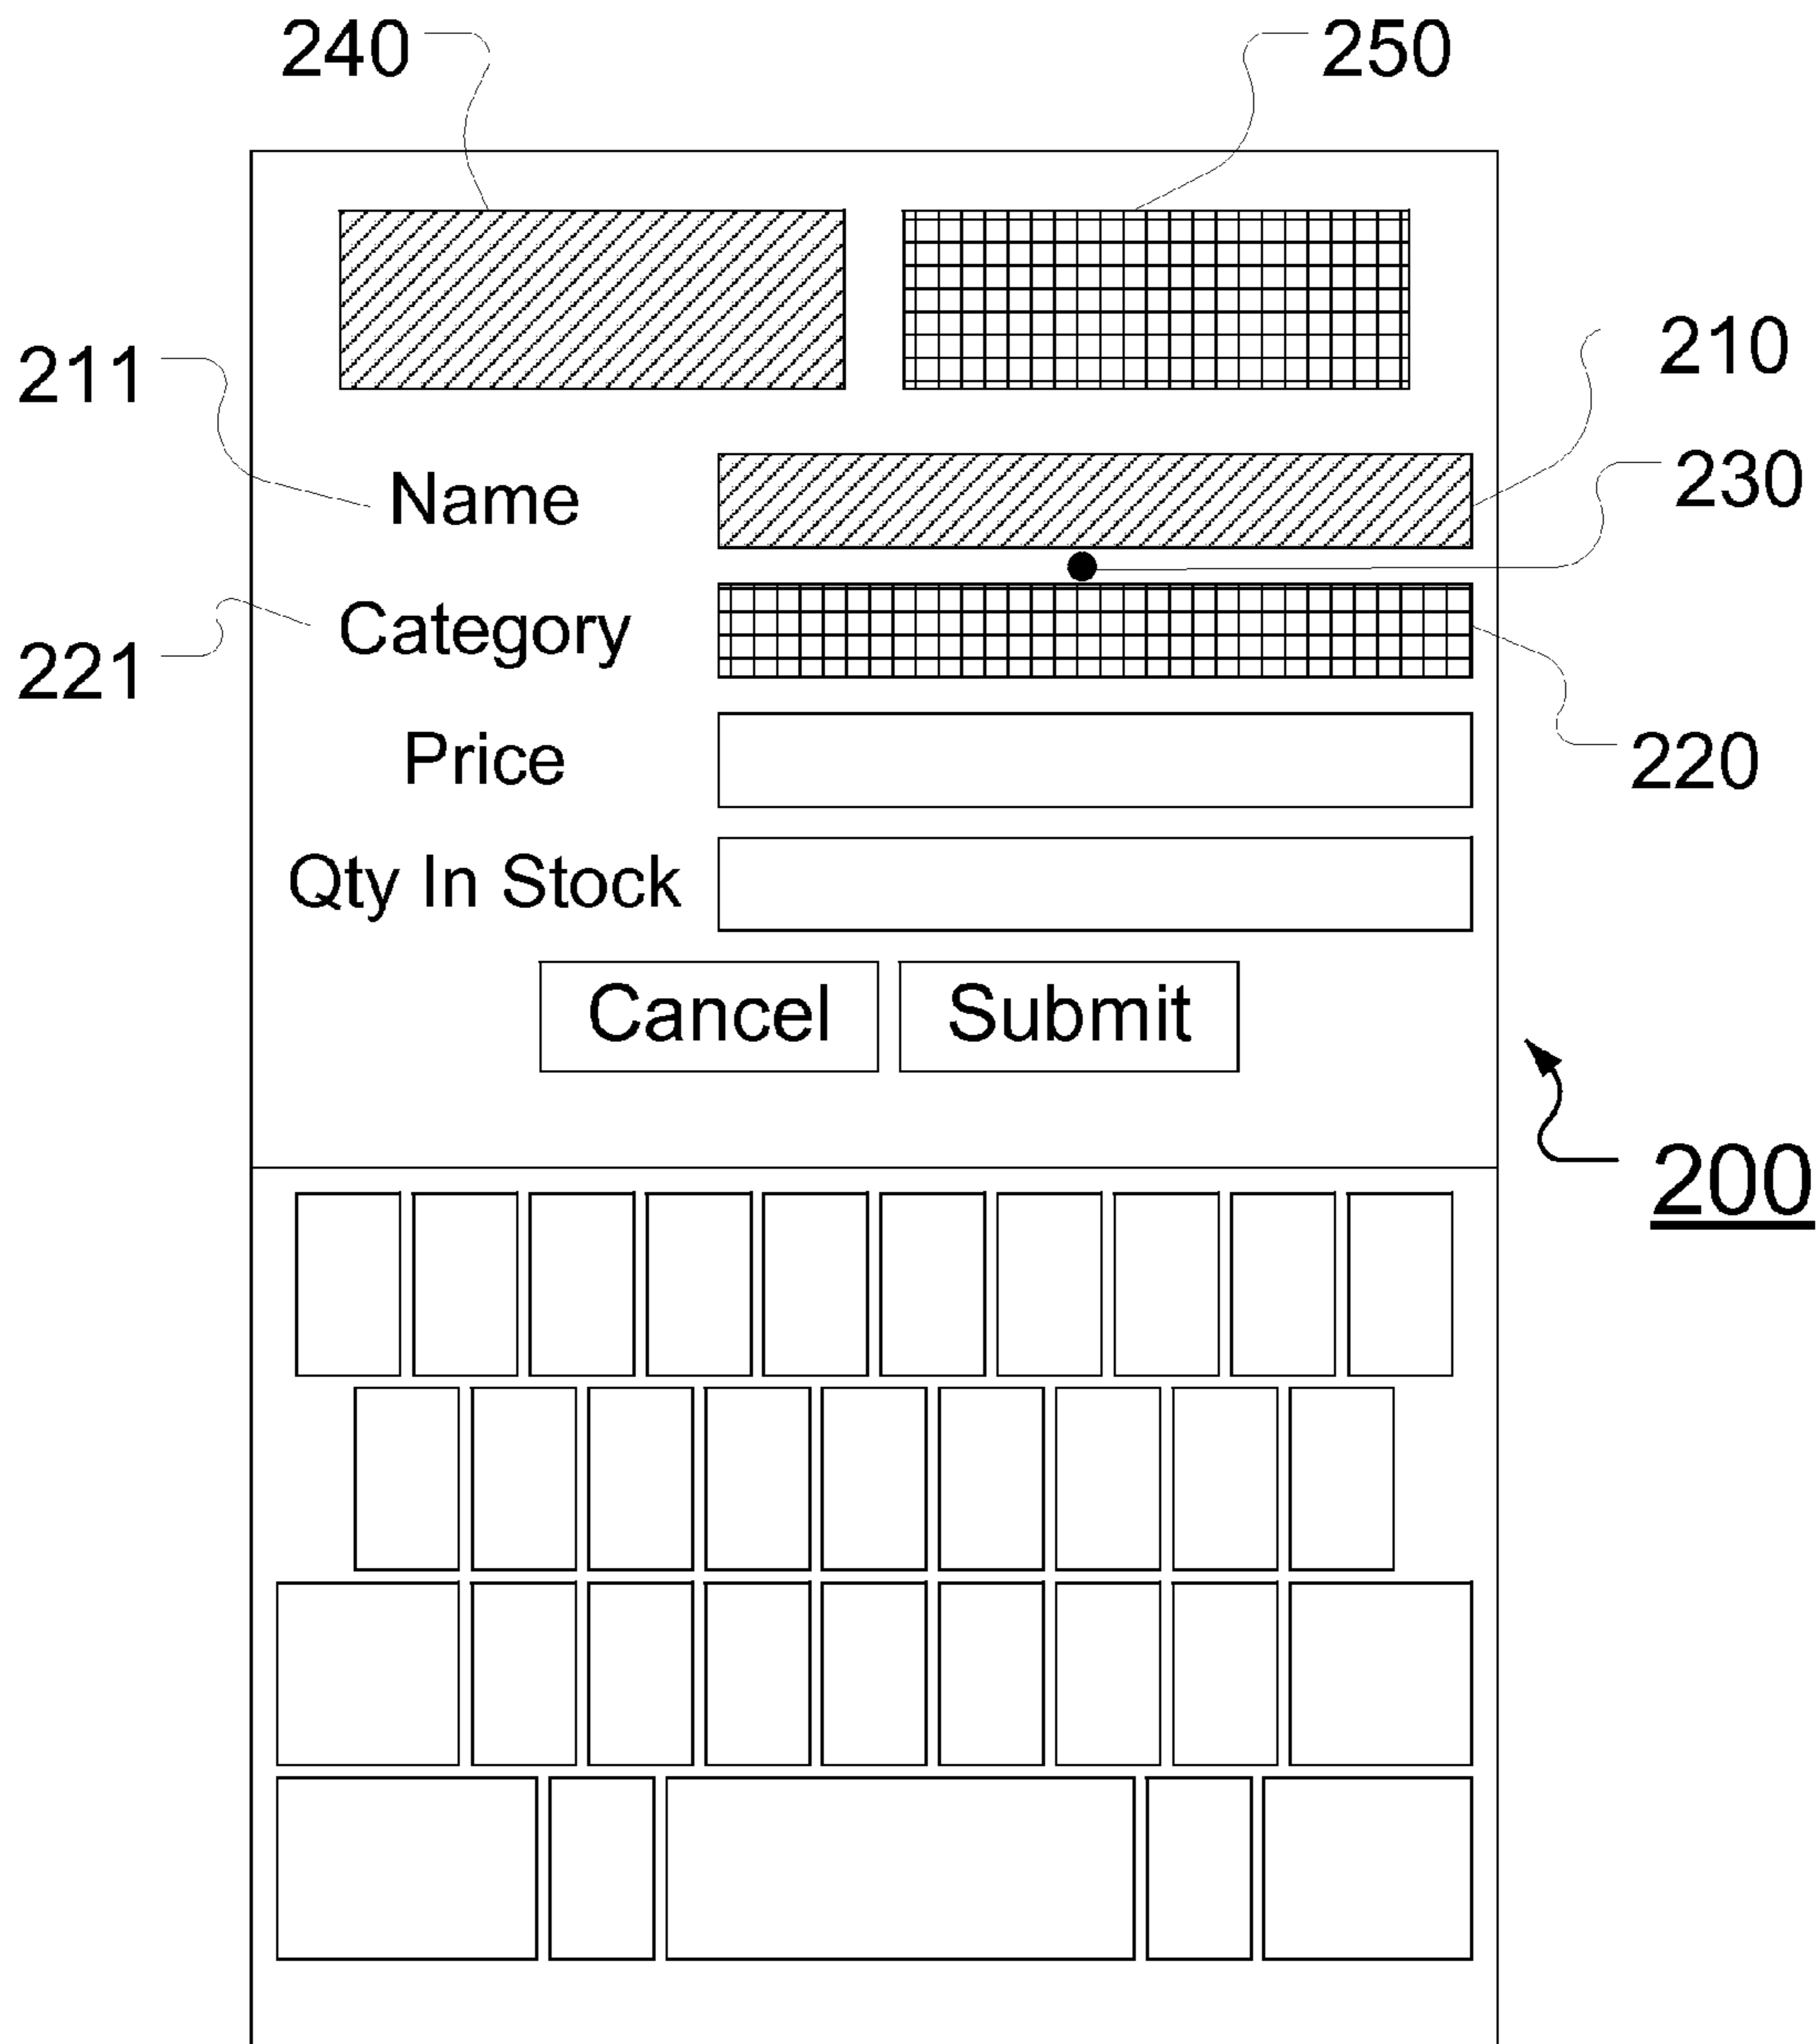 240
250
210
211
230
Name
Category
221
Price
220
Qty In Stock
Cancel
Submit
200